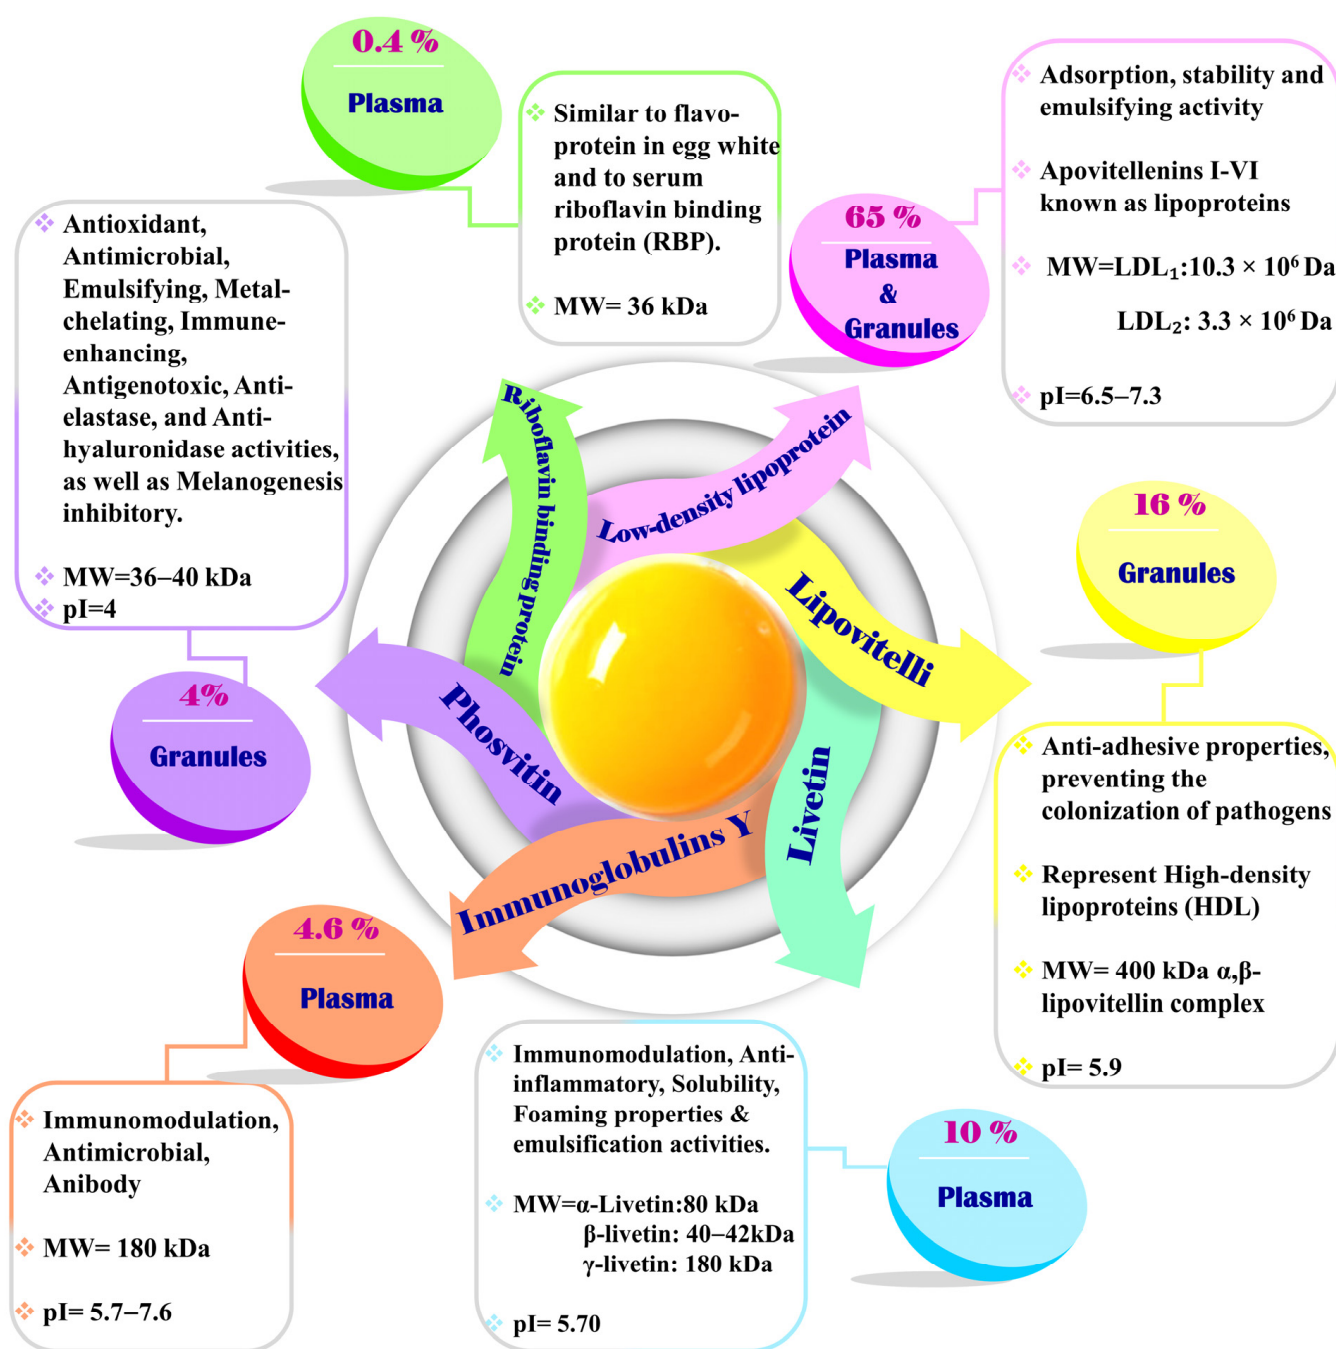 0.4 %
Plasma
Similar to flavo-
protein in egg white
and to serum
riboflavin binding
protein (RBP).
MW= 36 kDa
65 %
Plasma
&
Granules
Adsorption, stability and
emulsifying activity
Apovitellenins I-VI
known as lipoproteins
MW=LDL₁:10.3 × 10⁶ Da
LDL₂: 3.3 × 10⁶ Da
pI=6.5–7.3
Antioxidant,
Antimicrobial,
Emulsifying, Metal-
chelating, Immune-
enhancing,
Antigenotoxic, Anti-
elastase, and Anti-
hyaluronidase activities,
as well as Melanogenesis
inhibitory.
MW=36–40 kDa
pI=4
4%
Granules
Riboflavin binding protein
Low-density lipoprotein
Lipovitelli
Livetin
Immunoglobulins Y
Phosvitin
16 %
Granules
Anti-adhesive properties,
preventing the
colonization of pathogens
Represent High-density
lipoproteins (HDL)
MW= 400 kDa α,β-
lipovitellin complex
pI= 5.9
4.6 %
Plasma
Immunomodulation,
Antimicrobial,
Anibody
MW= 180 kDa
pI= 5.7–7.6
Immunomodulation, Anti-
inflammatory, Solubility,
Foaming properties &
emulsification activities.
MW=α-Livetin:80 kDa
β-livetin: 40–42kDa
γ-livetin: 180 kDa
pI= 5.70
10 %
Plasma